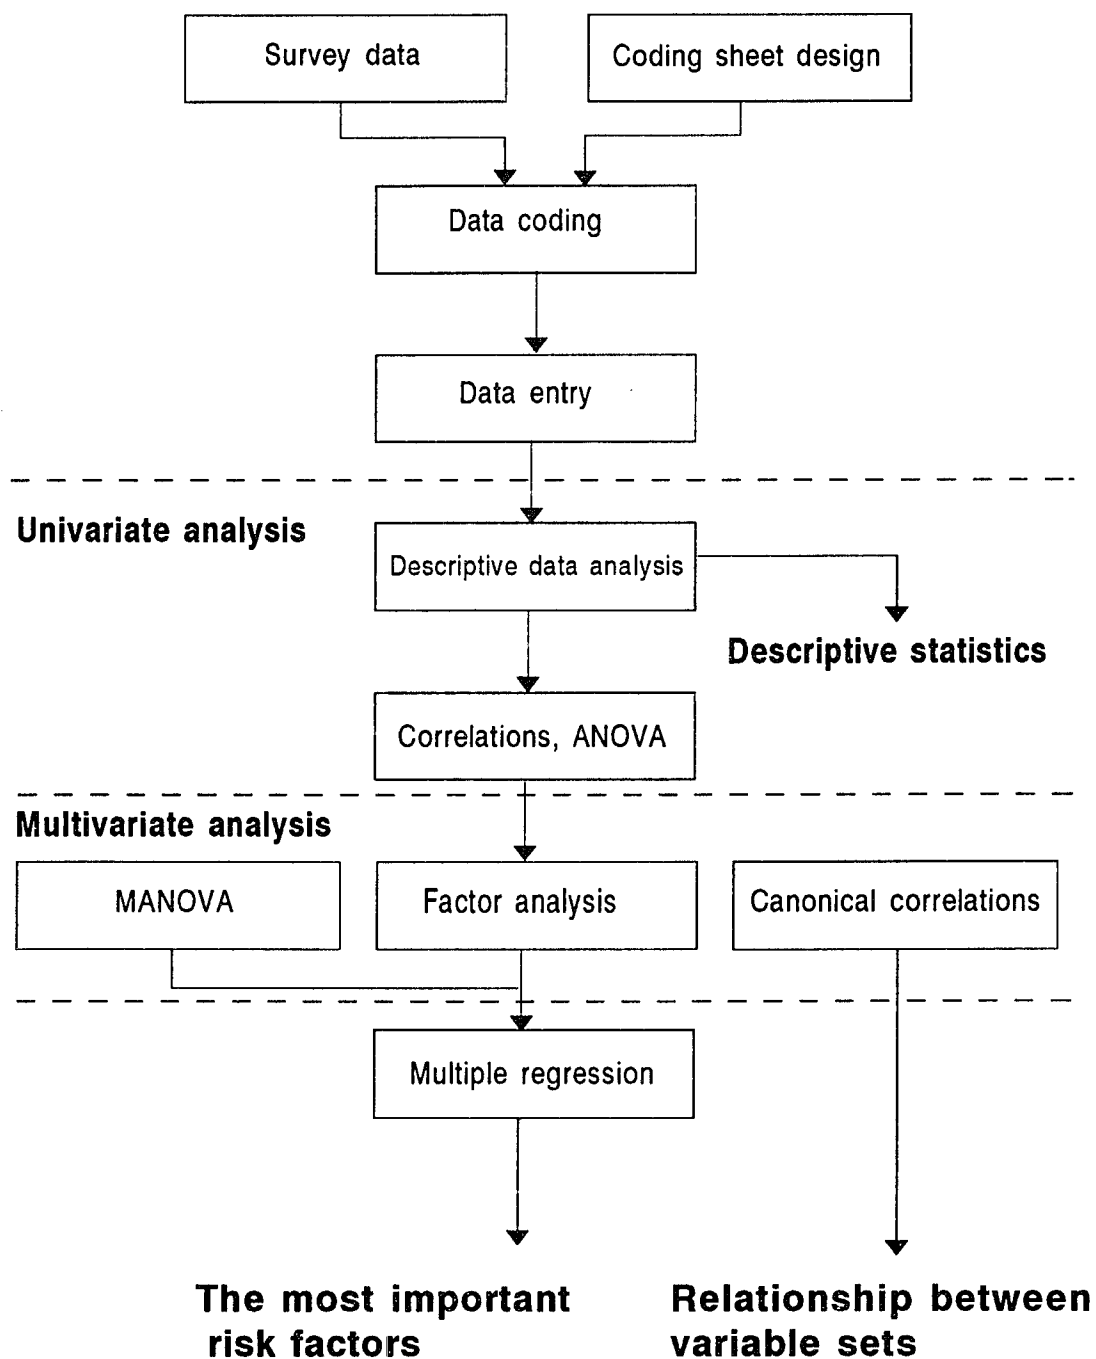 Survey data
Coding sheet design
Data coding
Data entry
Univariate analysis
Descriptive data analysis
Descriptive statistics
Correlations, ANOVA
Multivariate analysis
MANOVA
Factor analysis
Canonical correlations
Multiple regression
The most important
risk factors
Relationship between
variable sets